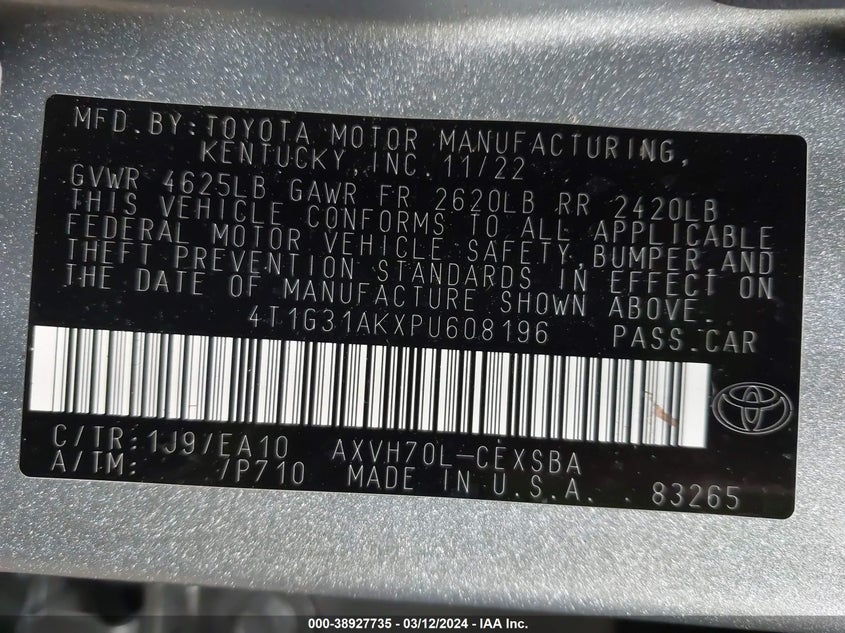 MFD.BY:TOYOTA MOTOR MANUFACTURING,
KENTUCKY,INC.11/22
GVWR 4625LB GAWR FR 2620LB RR 2420LB
THIS VEHICLE CONFORMS TO ALL APPLICABLE
FEDERAL MOTOR VEHICLE SAFETY,BUMPER,AND
THEFT PREVENTION STANDARDS IN EFFECT ON
THE DATE OF MANUFACTURE SHOWN ABOVE.
4T1G31AKXPU608196 PASS.CAR
C/TR:1J9/EA10 AXVH70L-CEXSBA
A/TM: /P710 MADE IN U.S.A. 83265
000-38927735 - 03/12/2024 - IAA Inc.